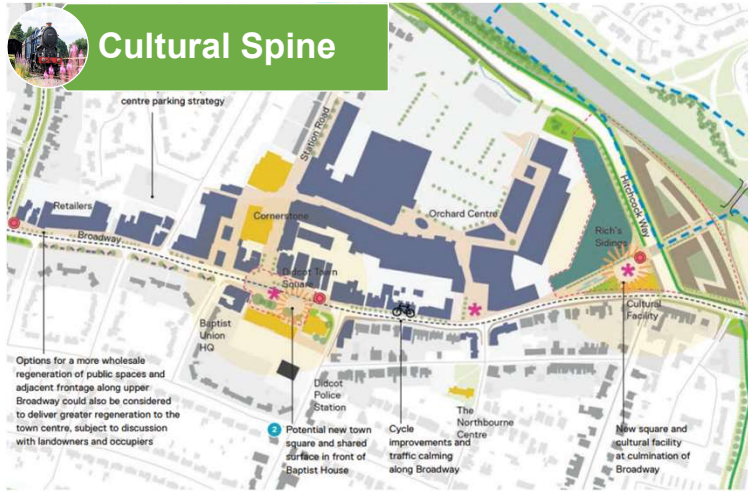 Cultural Spine
centre parking strategy
Station Road
Retailers
Cornerstone
Orchard Centre
Hitchcock Way
Broadway
Rich's
Sidings
Didcot Town
Square
Cultural
Facility
Baptist
Union
HQ
Options for a more wholesale
regeneration of public spaces and
adjacent frontage along upper
Broadway could also be considered
to deliver greater regeneration to the
town centre, subject to discussion
with landowners and occupiers
Didcot
Police
Station
The
Northbourne
Centre
2 Potential new town
square and shared
surface in front of
Baptist House
Cycle
improvements and
traffic calming
along Broadway
New square and
cultural facility
at culmination of
Broadway